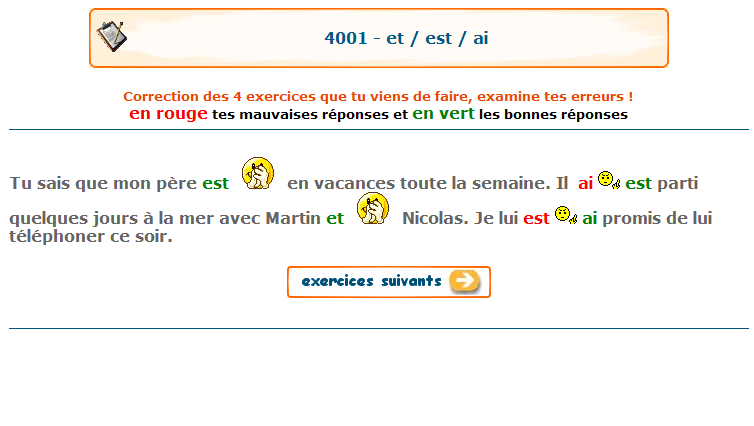 4001 - et / est / ai
Correction des 4 exercices que tu viens de faire, examine tes erreurs !
en rouge tes mauvaises réponses et en vert les bonnes réponses
Tu sais que mon père est en vacances toute la semaine. Il ai est parti
quelques jours à la mer avec Martin et Nicolas. Je lui est ai promis de lui
téléphoner ce soir.
exercices suivants